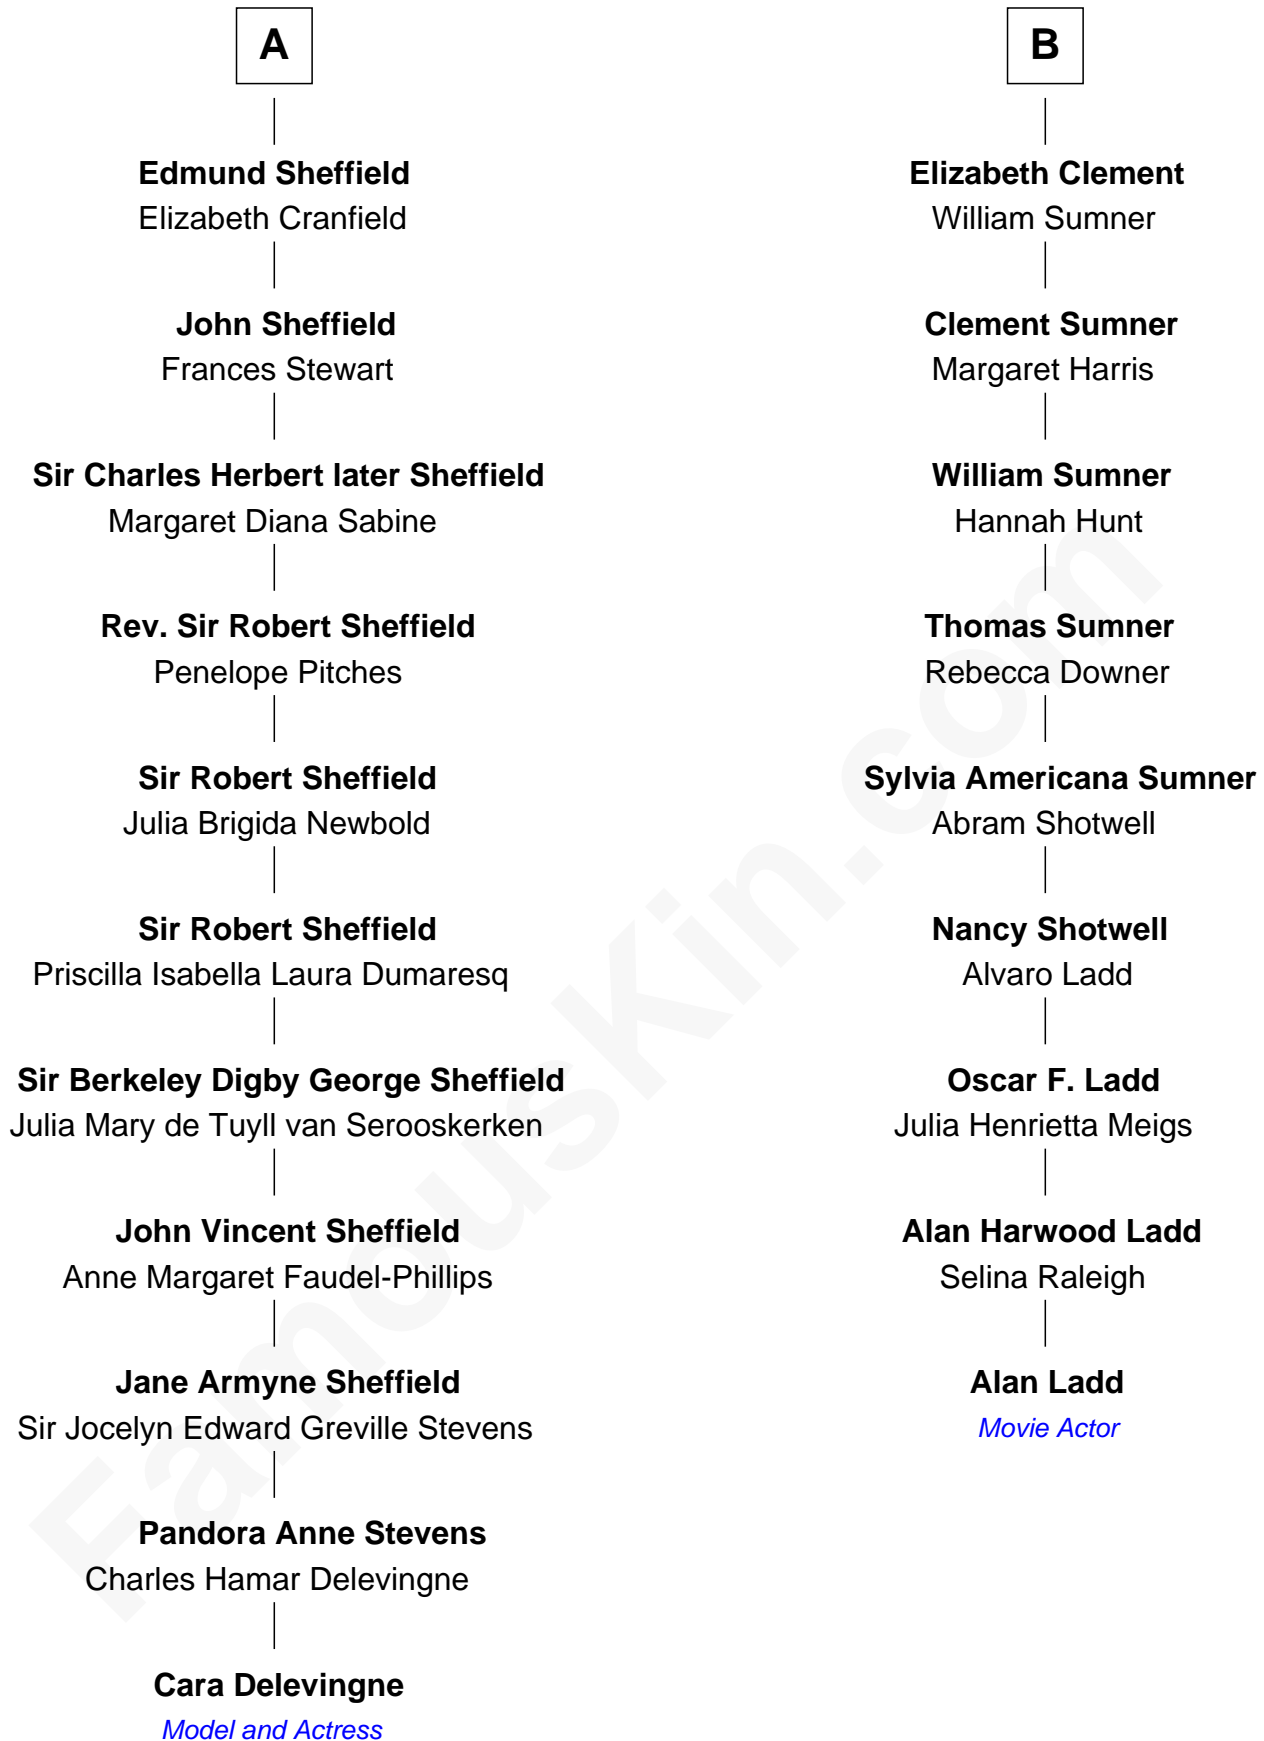 A
Edmund Sheffield
Elizabeth Cranfield
John Sheffield
Frances Stewart
Sir Charles Herbert later Sheffield
Margaret Diana Sabine
Rev. Sir Robert Sheffield
Penelope Pitches
Sir Robert Sheffield
Julia Brigida Newbold
Sir Robert Sheffield
Priscilla Isabella Laura Dumaresq
Sir Berkeley Digby George Sheffield
Julia Mary de Tuyll van Serooskerken
John Vincent Sheffield
Anne Margaret Faudel-Phillips
Jane Armyne Sheffield
Sir Jocelyn Edward Greville Stevens
Pandora Anne Stevens
Charles Hamar Delevingne
Cara Delevingne
Model and Actress
B
Elizabeth Clement
William Sumner
Clement Sumner
Margaret Harris
William Sumner
Hannah Hunt
Thomas Sumner
Rebecca Downer
Sylvia Americana Sumner
Abram Shotwell
Nancy Shotwell
Alvaro Ladd
Oscar F. Ladd
Julia Henrietta Meigs
Alan Harwood Ladd
Selina Raleigh
Alan Ladd
Movie Actor
FamousKin.com